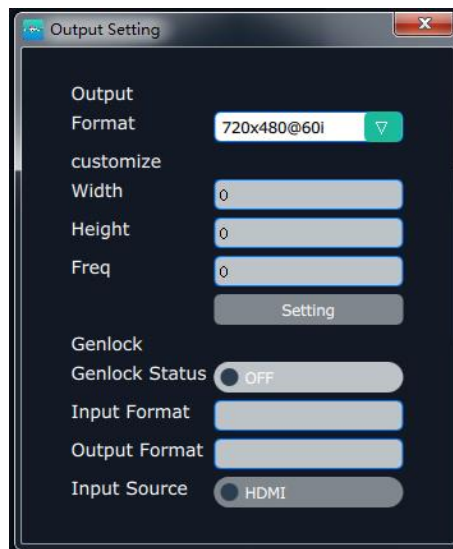 Output Setting
x
Output
Format 720x480@60i
customize
Width 0
Height 0
Freq 0
Setting
Genlock
Genlock Status OFF
Input Format
Output Format
Input Source HDMI